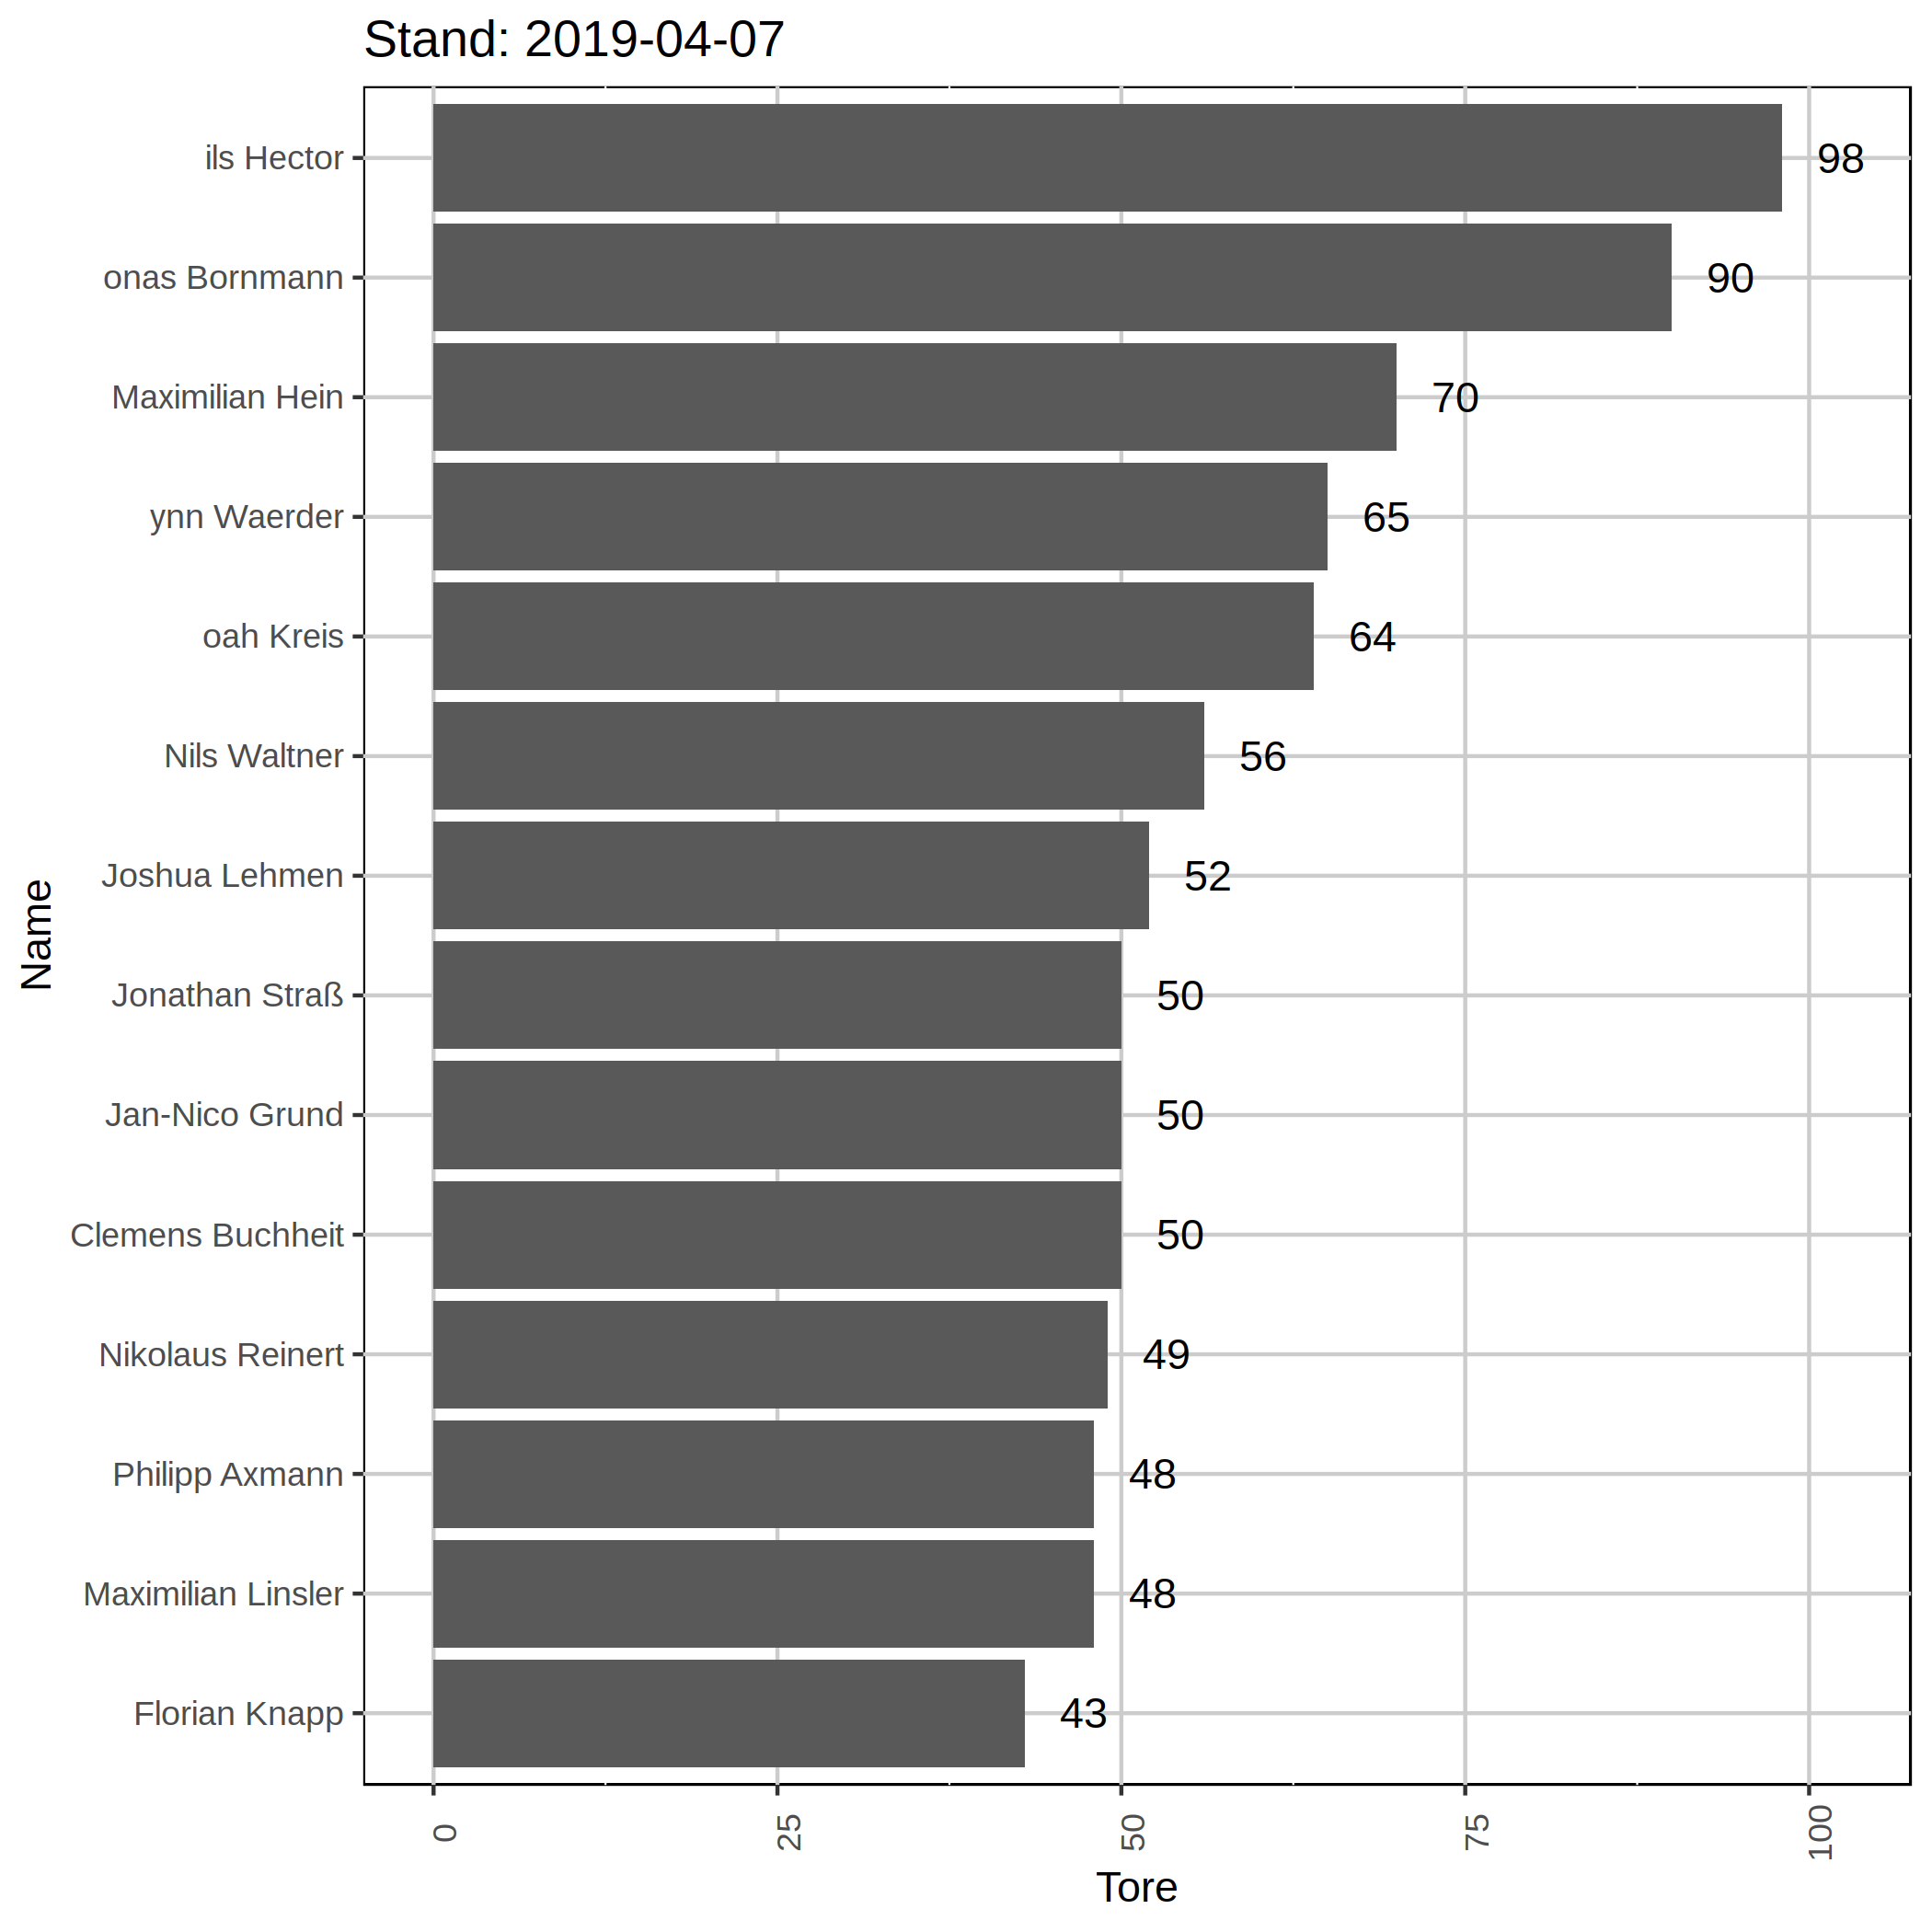 Stand: 2019-04-07
ils Hector 98
onas Bornmann 90
Maximilian Hein 70
ynn Waerder 65
oah Kreis 64
Nils Waltner 56
Joshua Lehmen 52
Jonathan Straß 50
Jan-Nico Grund 50
Clemens Buchheit 50
Nikolaus Reinert 49
Philipp Axmann 48
Maximilian Linsler 48
Florian Knapp 43
Name
0 25 50 75 100
Tore